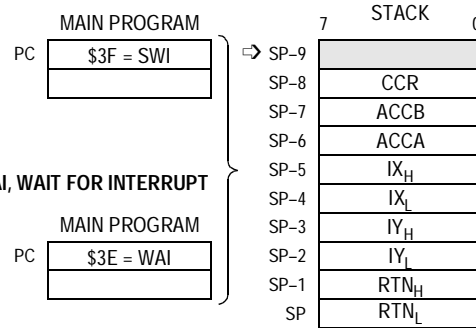 MAIN PROGRAM
PC $3F = SWI
AI, WAIT FOR INTERRUPT
MAIN PROGRAM
PC $3E = WAI
STACK
7 0
SP–9
SP–8 CCR
SP–7 ACCB
SP–6 ACCA
SP–5 IXH
SP–4 IXL
SP–3 IYH
SP–2 IYL
SP–1 RTNH
SP RTNL